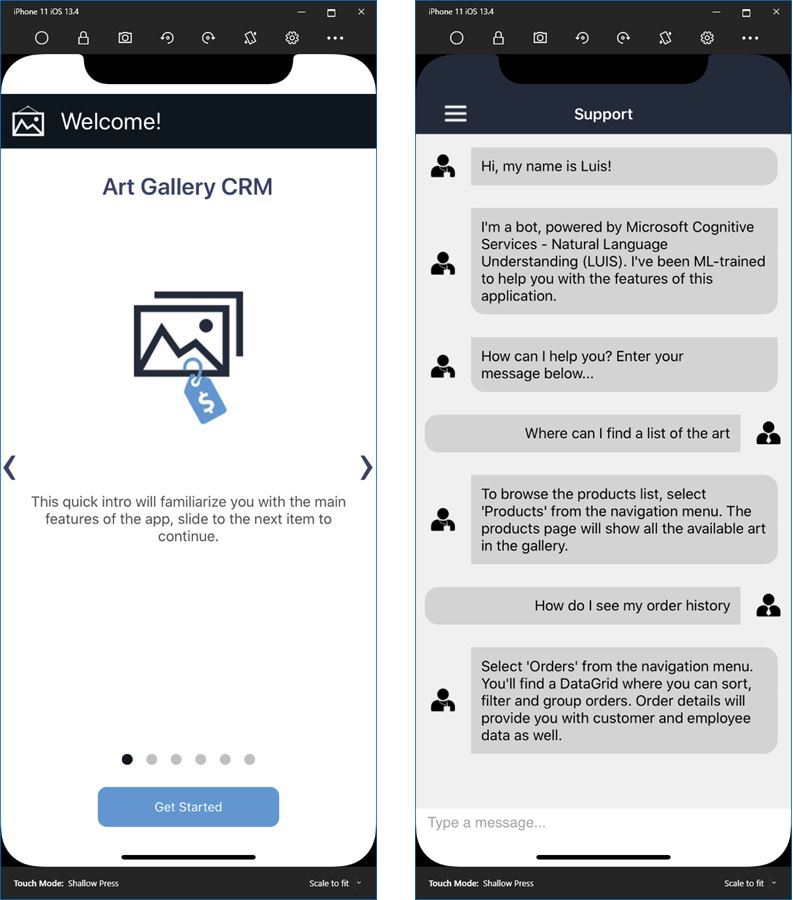 iPhone 11 iOS 13.4
Welcome!
Art Gallery CRM
$
This quick intro will familiarize you with the main
features of the app, slide to the next item to
continue.
Get Started
Touch Mode: Shallow Press
Scale to fit
iPhone 11 iOS 13.4
Support
Hi, my name is Luis!
I'm a bot, powered by Microsoft Cognitive
Services - Natural Language
Understanding (LUIS). I've been ML-trained
to help you with the features of this
application.
How can I help you? Enter your
message below...
Where can I find a list of the art
To browse the products list, select
'Products' from the navigation menu. The
products page will show all the available art
in the gallery.
How do I see my order history
Select 'Orders' from the navigation menu.
You'll find a DataGrid where you can sort,
filter and group orders. Order details will
provide you with customer and employee
data as well.
Type a message...
Touch Mode: Shallow Press
Scale to fit